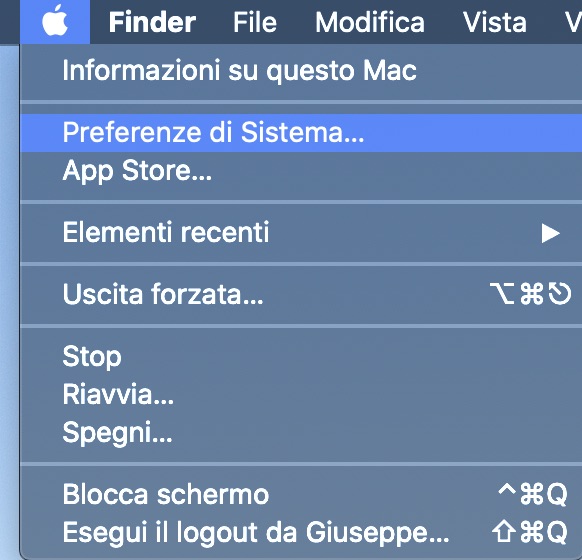 Finder File Modifica Vista V
Informazioni su questo Mac
Preferenze di Sistema...
App Store...
Elementi recenti ▶
Uscita forzata... ⌥⌘⎋
Stop
Riavvia...
Spegni...
Blocca schermo ^⌘Q
Esegui il logout da Giuseppe... ⇧⌘Q